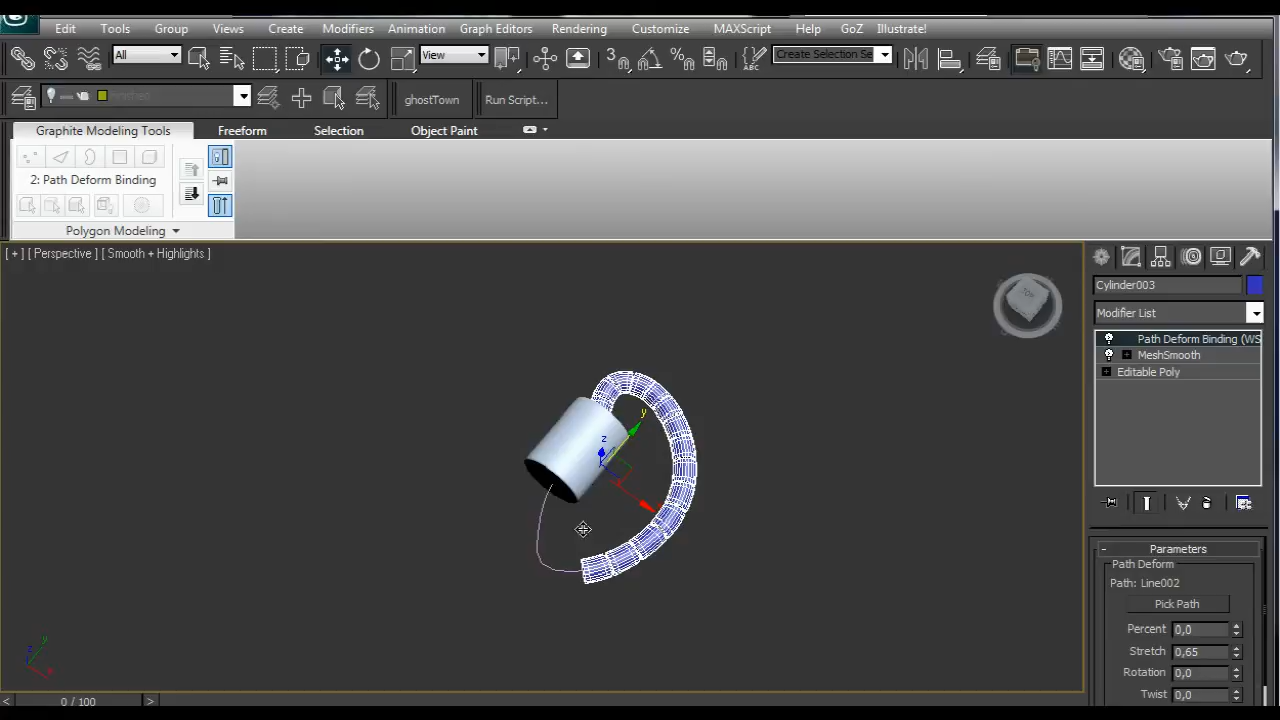 Edit Tools Group Views Create Modifiers Animation Graph Editors Rendering Customize MAXScript Help GoZ Illustrate!
All View 3 Create Selection Se
Finished ghostTown Run Script...
Graphite Modeling Tools Freeform Selection Object Paint
2: Path Deform Binding
Polygon Modeling
[ + ] [ Perspective ] [ Smooth + Highlights ]
TOP
Cylinder003
Modifier List
Path Deform Binding (WS
MeshSmooth
Editable Poly
y
z
x
- Parameters
Path Deform
Path: Line002
Pick Path
Percent 0,0
Stretch 0,65
Rotation 0,0
Twist 0,0
z y x
< 0 / 100 >